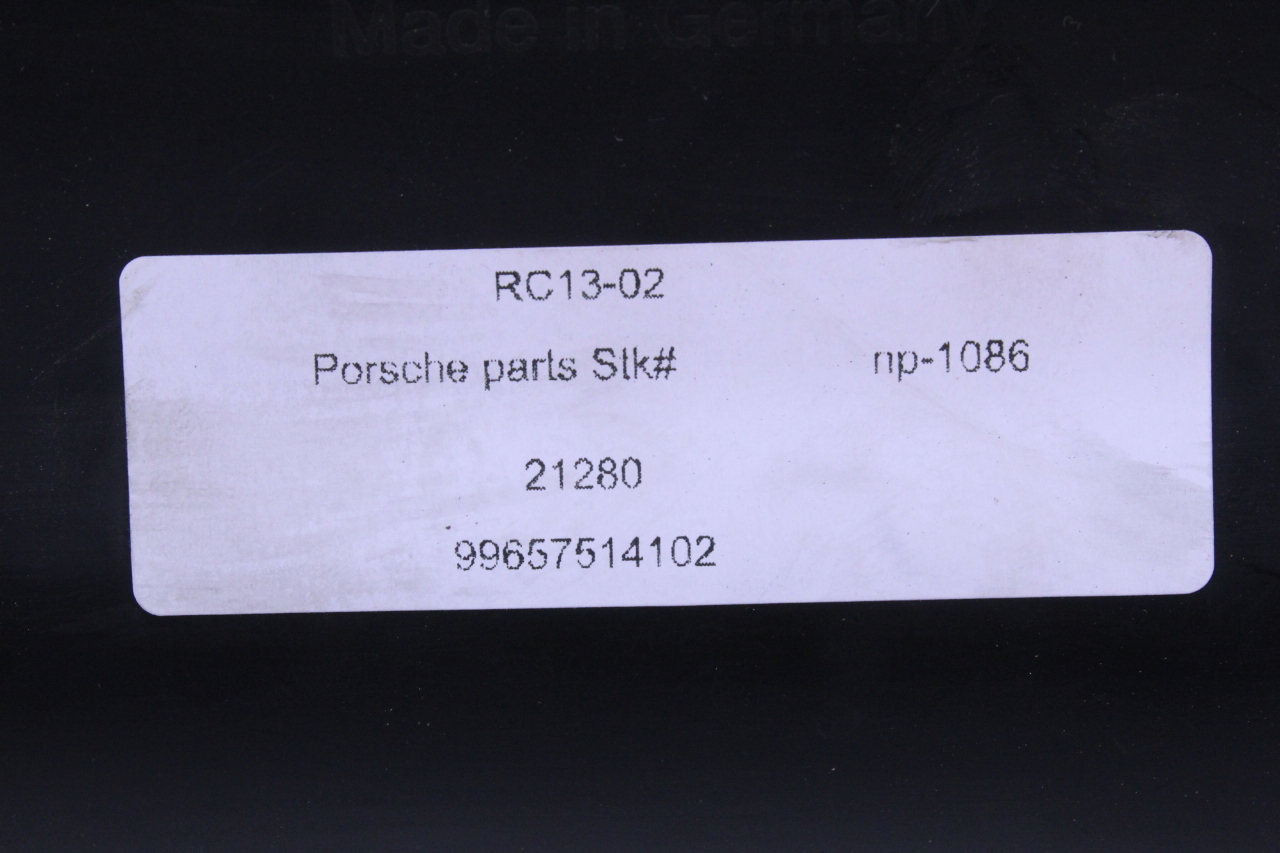 Made in Germany
RC13-02
Porsche parts Stk# np-1086
21280
99657514102